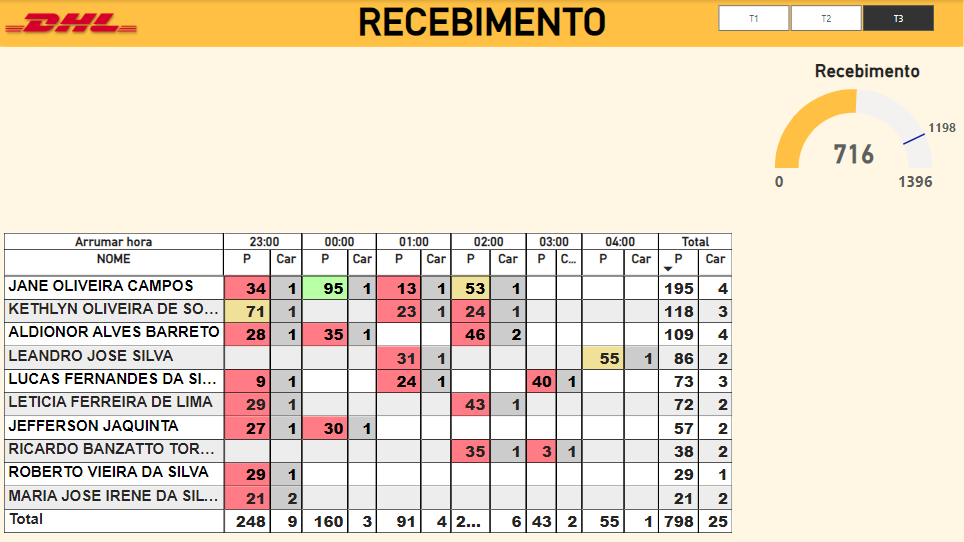 DHL
RECEBIMENTO
T1 T2 T3
Recebimento
1198
716
0 1396
Arrumar hora 23:00 00:00 01:00 02:00 03:00 04:00 Total
NOME P Car P Car P Car P Car P C... P Car P Car
JANE OLIVEIRA CAMPOS 34 1 95 1 13 1 53 1 195 4
KETHLYN OLIVEIRA DE SO... 71 1 23 1 24 1 118 3
ALDIONOR ALVES BARRETO 28 1 35 1 46 2 109 4
LEANDRO JOSE SILVA 31 1 55 1 86 2
LUCAS FERNANDES DA SI... 9 1 24 1 40 1 73 3
LETICIA FERREIRA DE LIMA 29 1 43 1 72 2
JEFFERSON JAQUINTA 27 1 30 1 57 2
RICARDO BANZATTO TOR... 35 1 3 1 38 2
ROBERTO VIEIRA DA SILVA 29 1 29 1
MARIA JOSE IRENE DA SIL... 21 2 21 2
Total 248 9 160 3 91 4 2... 6 43 2 55 1 798 25